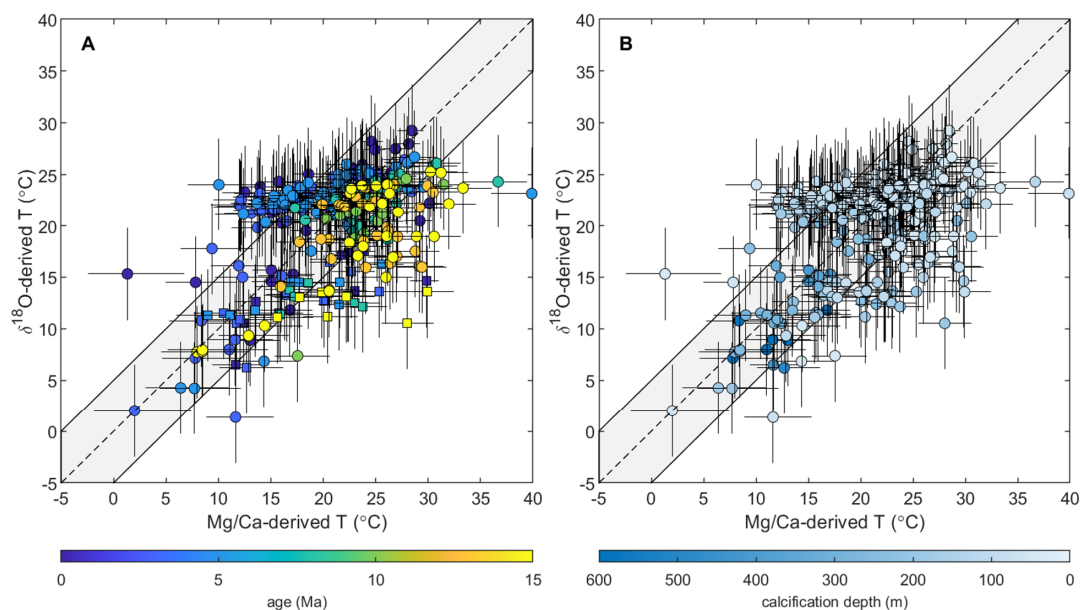 A
40
35
30
25
20
15
10
5
0
-5
δ18O-derived T (°C)
-5 0 5 10 15 20 25 30 35 40
Mg/Ca-derived T (°C)
0 5 10 15
age (Ma)
B
40
35
30
25
20
15
10
5
0
-5
δ18O-derived T (°C)
-5 0 5 10 15 20 25 30 35 40
Mg/Ca-derived T (°C)
600 500 400 300 200 100 0
calcification depth (m)